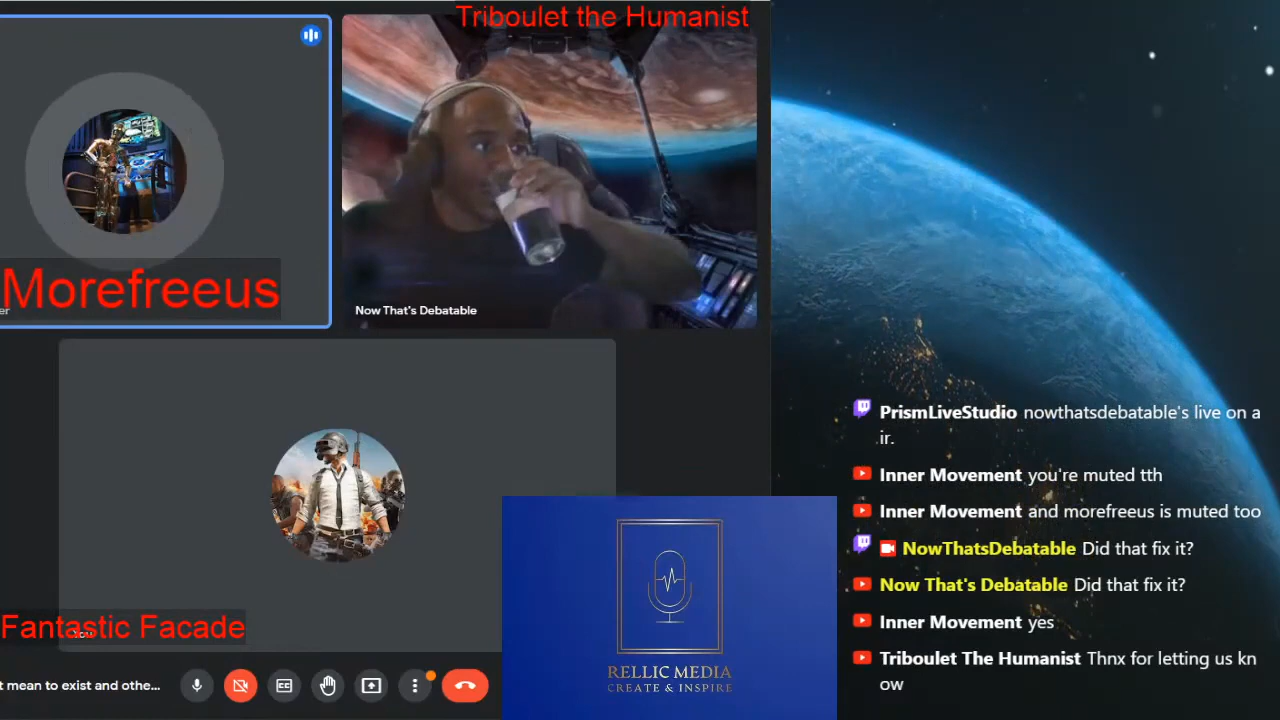 Triboulet the Humanist
Morefreeus
er
Now That's Debatable
Fantastic Facade
t mean to exist and othe...
CC
RELLIC MEDIA
CREATE & INSPIRE
PrismLiveStudio nowthatsdebatable's live on a
ir.
Inner Movement you're muted tth
Inner Movement and morefreeus is muted too
NowThatsDebatable Did that fix it?
Now That's Debatable Did that fix it?
Inner Movement yes
Triboulet The Humanist Thnx for letting us kn
ow